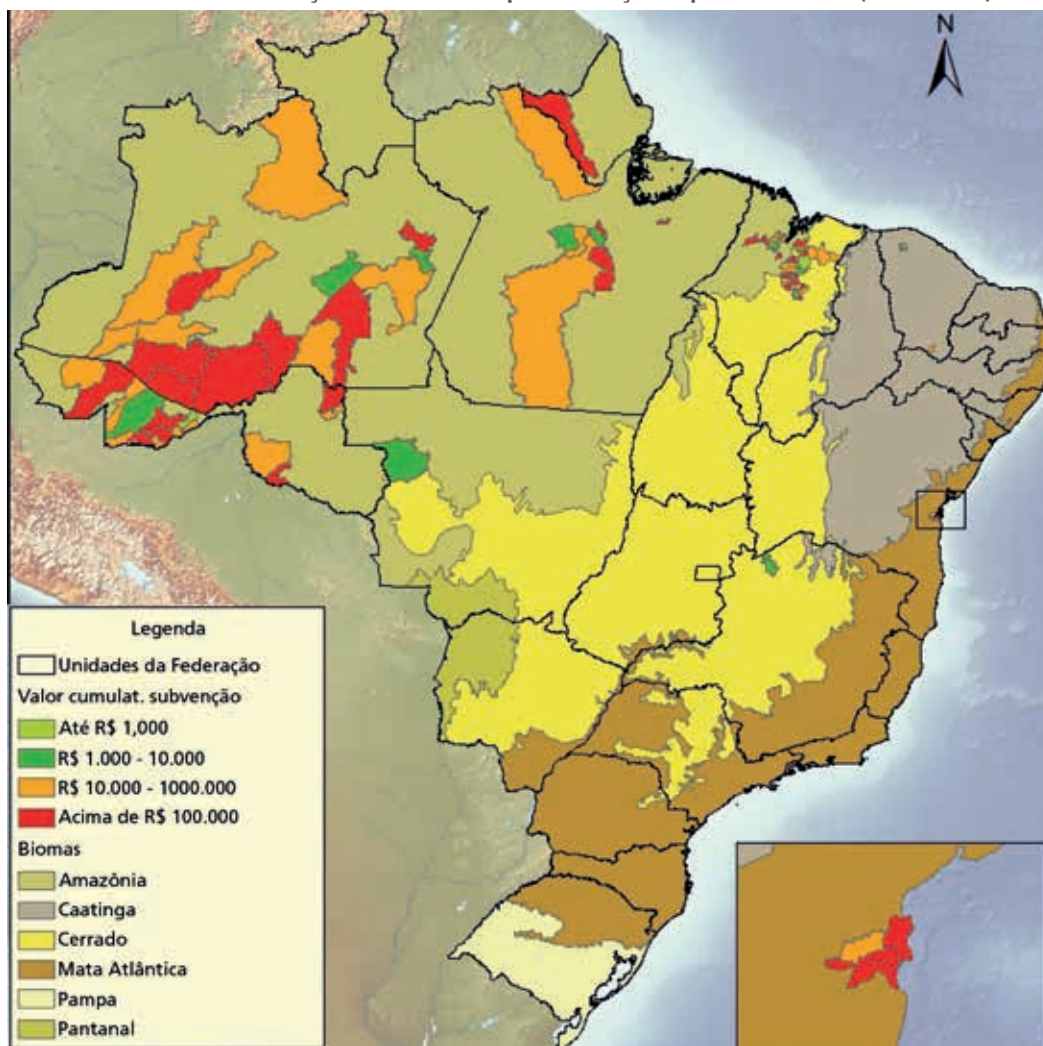 N
Legenda
Unidades da Federação
Valor cumulat. subvenção
Até R$ 1,000
R$ 1.000 - 10.000
R$ 10.000 - 1000.000
Acima de R$ 100.000
Biomas
Amazônia
Caatinga
Cerrado
Mata Atlântica
Pampa
Pantanal